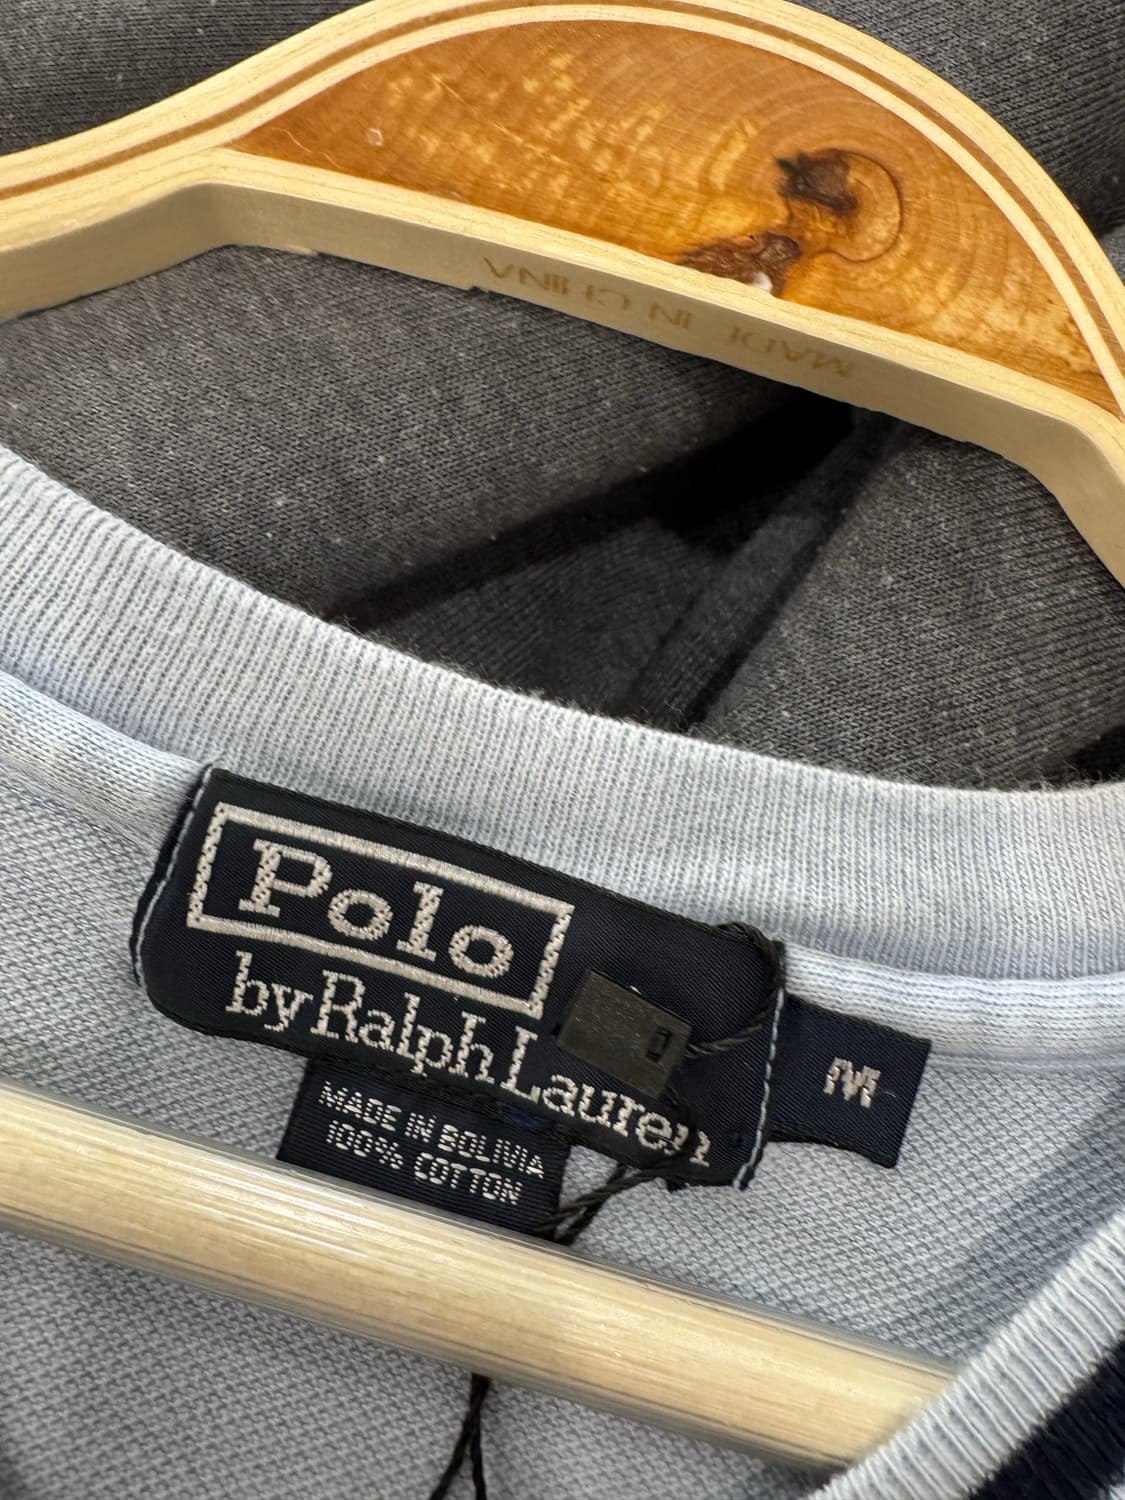 MADE IN CHINA
Polo
by Ralph Lauren
M
MADE IN BOLIVIA
100% COTTON